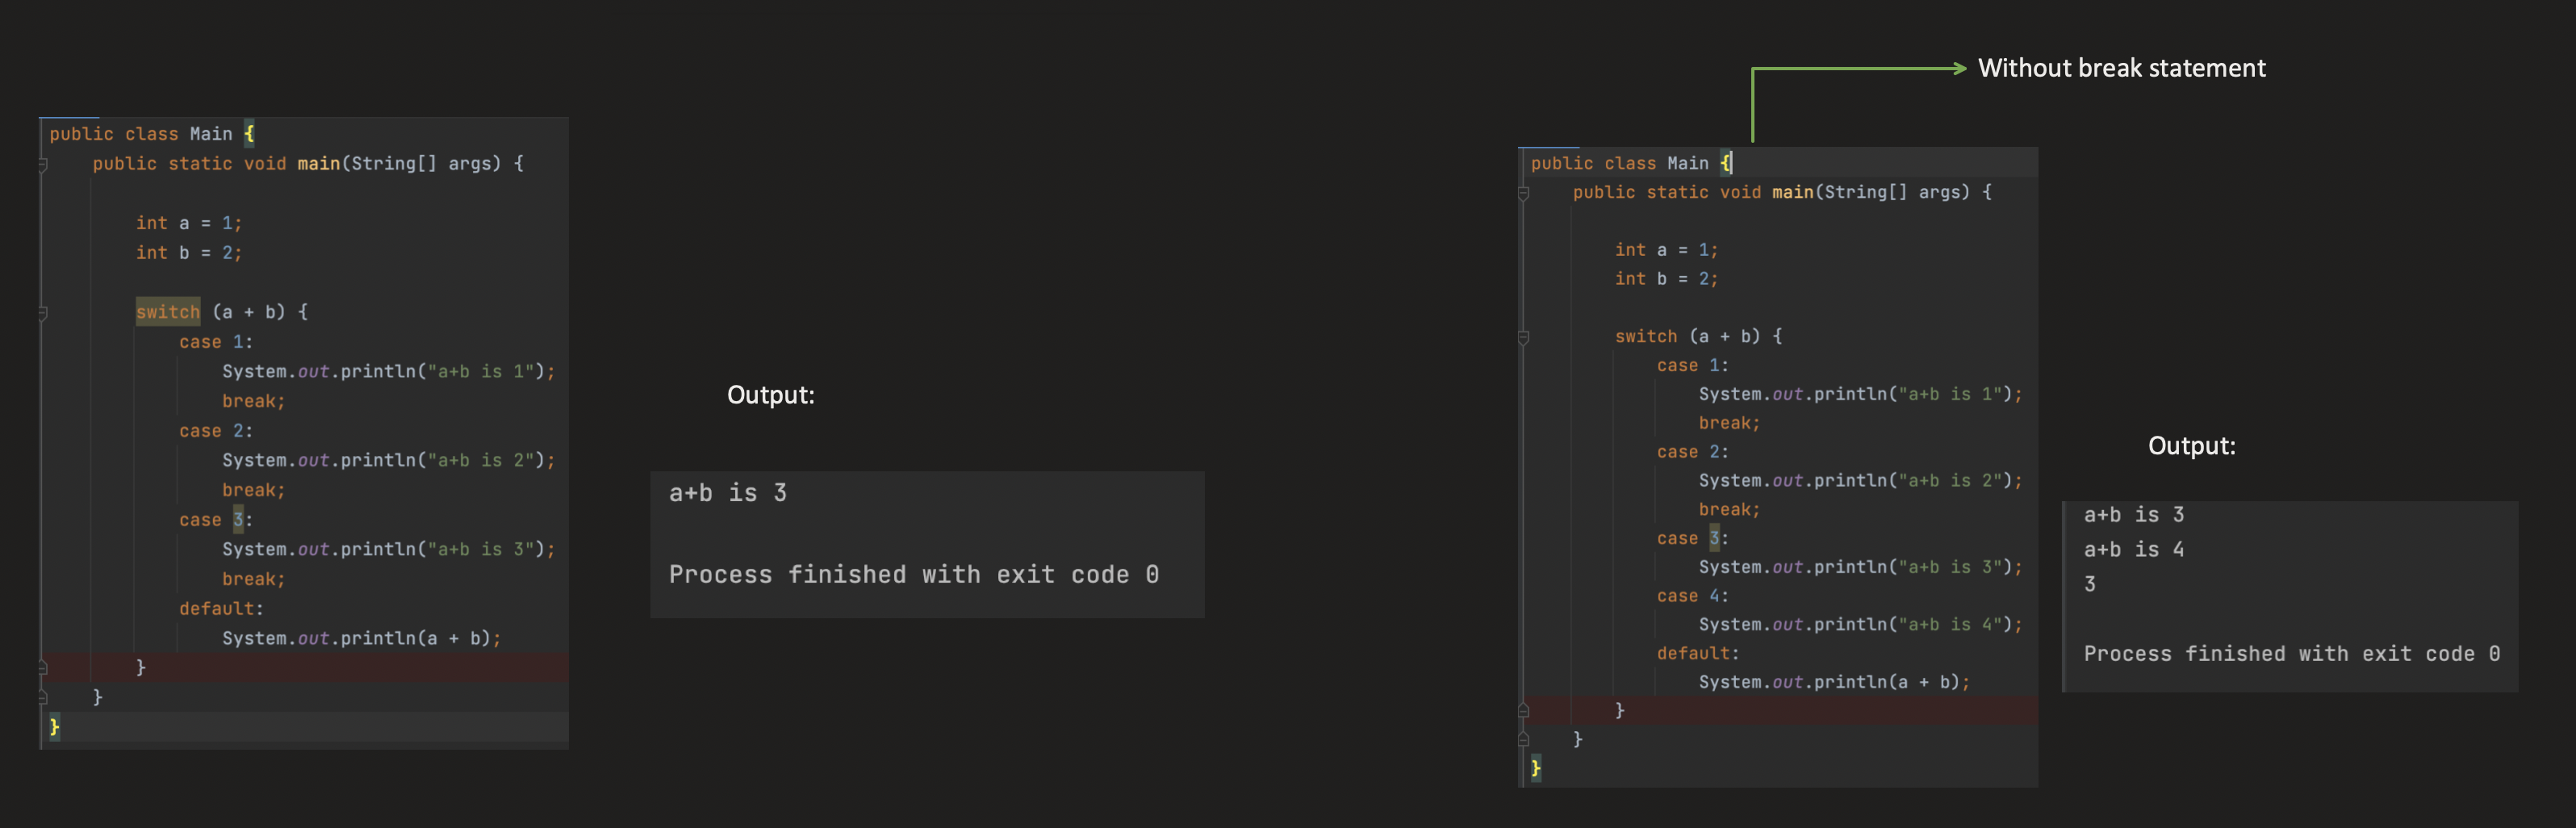 public class Main {
    public static void main(String[] args) {
        int a = 1;
        int b = 2;
        switch (a + b) {
            case 1:
                System.out.println("a+b is 1");
                break;
            case 2:
                System.out.println("a+b is 2");
                break;
            case 3:
                System.out.println("a+b is 3");
                break;
            default:
                System.out.println(a + b);
        }
    }
}
Output:
a+b is 3
Process finished with exit code 0
Without break statement
public class Main {
    public static void main(String[] args) {
        int a = 1;
        int b = 2;
        switch (a + b) {
            case 1:
                System.out.println("a+b is 1");
                break;
            case 2:
                System.out.println("a+b is 2");
                break;
            case 3:
                System.out.println("a+b is 3");
            case 4:
                System.out.println("a+b is 4");
            default:
                System.out.println(a + b);
        }
    }
}
Output:
a+b is 3
a+b is 4
3
Process finished with exit code 0